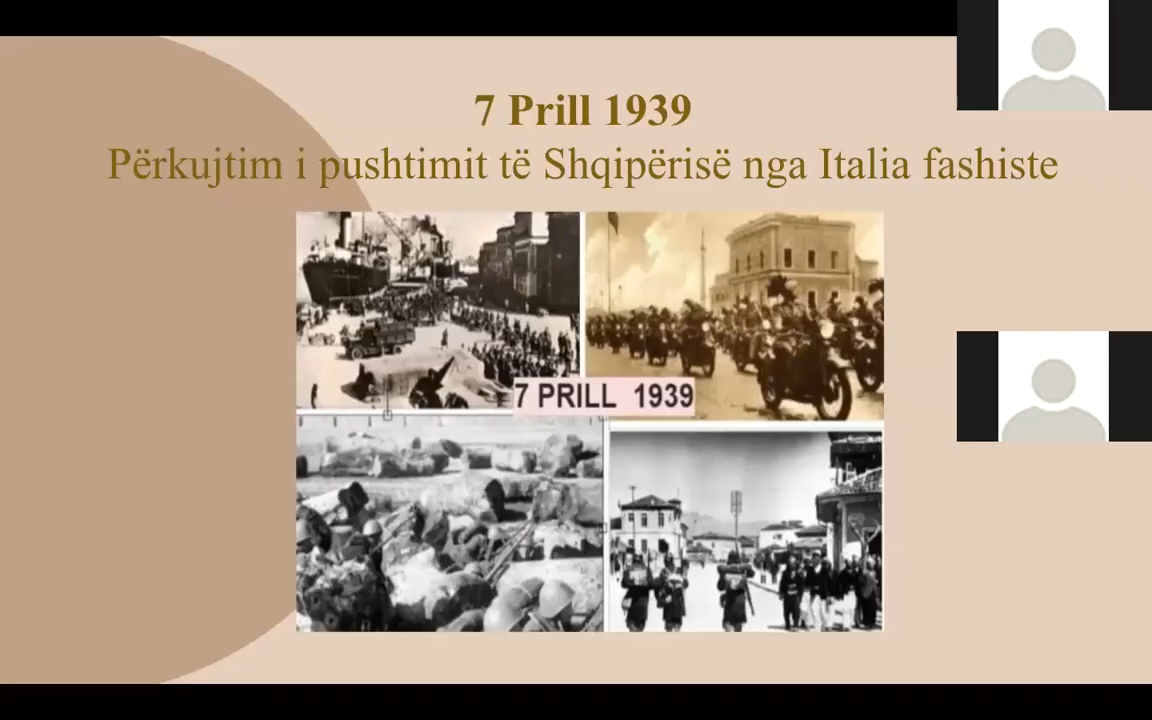 7 Prill 1939
Përkujtim i pushtimit të Shqipërisë nga Italia fashiste
7 PRILL 1939